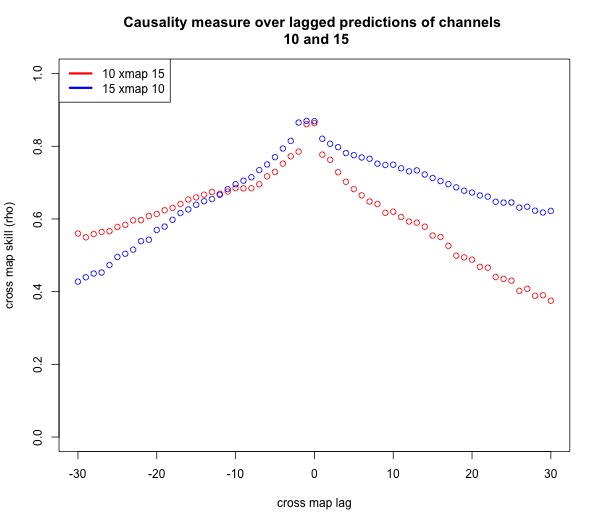 Causality measure over lagged predictions of channels
10 and 15
10 xmap 15
15 xmap 10
cross map skill (rho)
1.0
0.8
0.6
0.4
0.2
0.0
-30
-20
-10
0
10
20
30
cross map lag